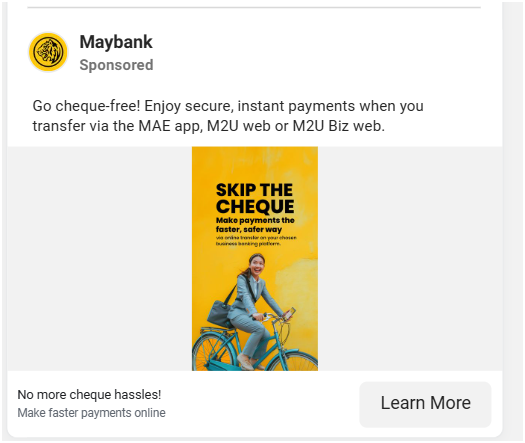 Maybank
Sponsored
Go cheque-free! Enjoy secure, instant payments when you
transfer via the MAE app, M2U web or M2U Biz web.
SKIP THE
CHEQUE
Make payments the
faster, safer way
via online transfer on your chosen
business banking platform.
No more cheque hassles!
Make faster payments online
Learn More